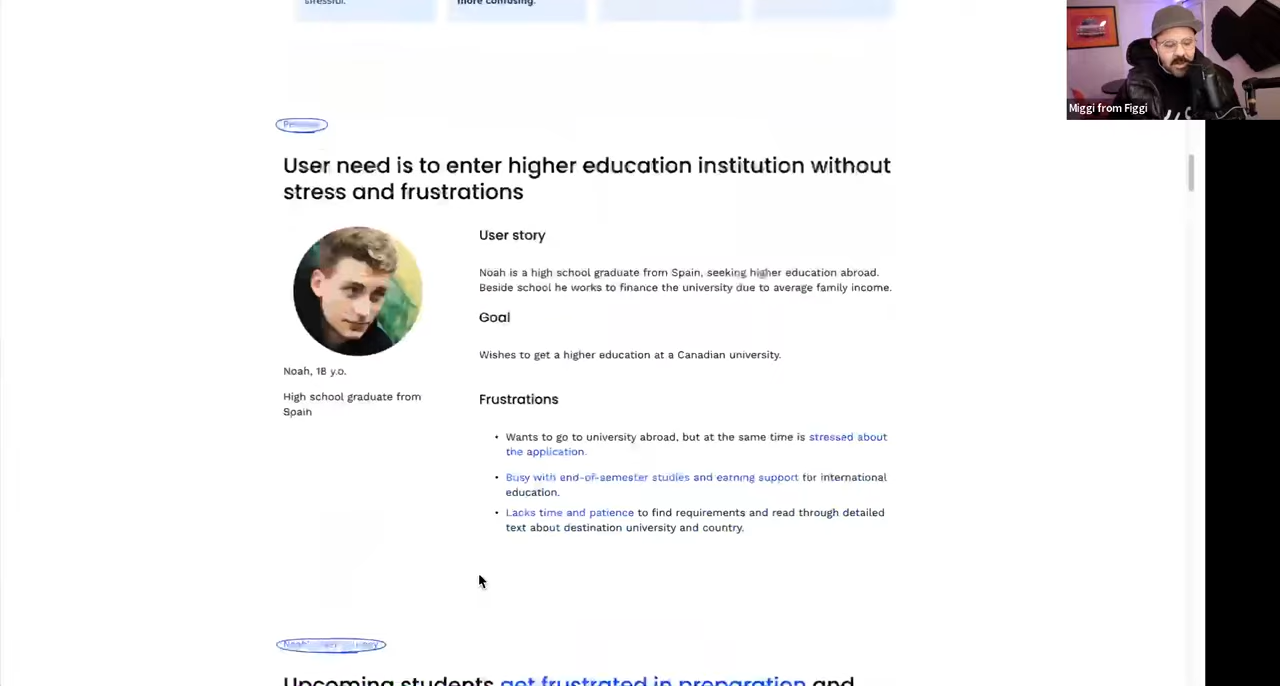 stressful.
more confusing.
Miggi from Figgi
User need is to enter higher education institution without
stress and frustrations
User story
Noah is a high school graduate from Spain, seeking higher education abroad.
Beside school he works to finance the university due to average family income.
Goal
Wishes to get a higher education at a Canadian university.
Noah, 18 y.o.
High school graduate from
Spain
Frustrations
• Wants to go to university abroad, but at the same time is stressed about
the application.
• Busy with end-of-semester studies and earning support for international
education.
• Lacks time and patience to find requirements and read through detailed
text about destination university and country.
Upcoming students get frustrated in preparation and